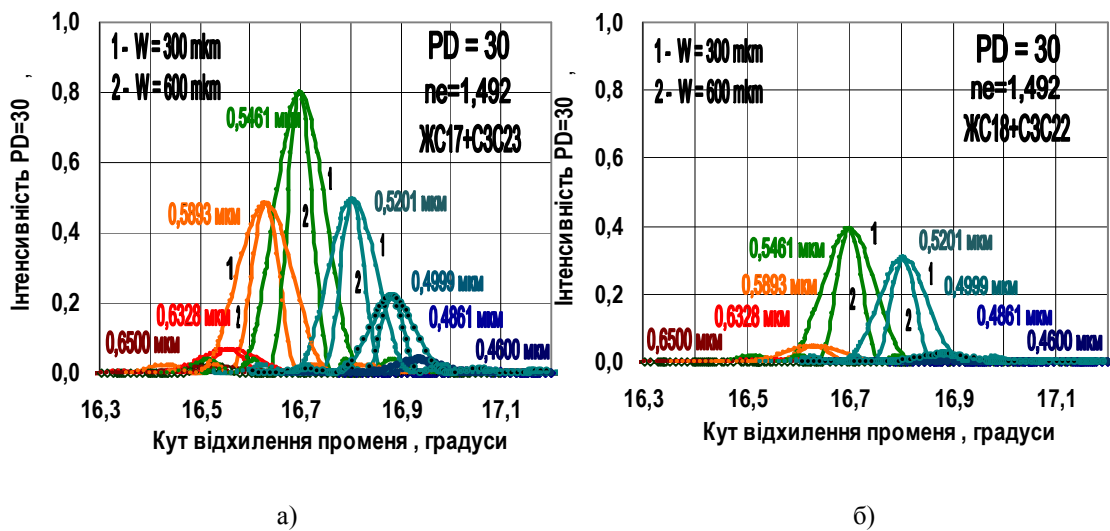 Інтенсивність PD=30 ,
1,0
0,8
0,6
0,4
0,2
0,0
1 - W = 300 mkm
2 - W = 600 mkm
PD = 30
ne=1,492
ЖС17+СЗС23
0,5461 мкм
0,5893 мкм
0,5201 мкм
0,6328 мкм
0,4999 мкм
0,6500 мкм
0,4861 мкм
0,4600 мкм
1
2
1
2
1
2
16,3 16,5 16,7 16,9 17,1
Кут відхилення променя , градуси
а)
Інтенсивність PD=30 ,
1,0
0,8
0,6
0,4
0,2
0,0
1 - W = 300 mkm
2 - W = 600 mkm
PD = 30
ne=1,492
ЖС18+СЗС22
0,5461 мкм
0,5201 мкм
0,5893 мкм
0,4999 мкм
0,6328 мкм
0,4861 мкм
0,6500 мкм
0,4600 мкм
1
2
1
2
16,3 16,5 16,7 16,9 17,1
Кут відхилення променя , градуси
б)